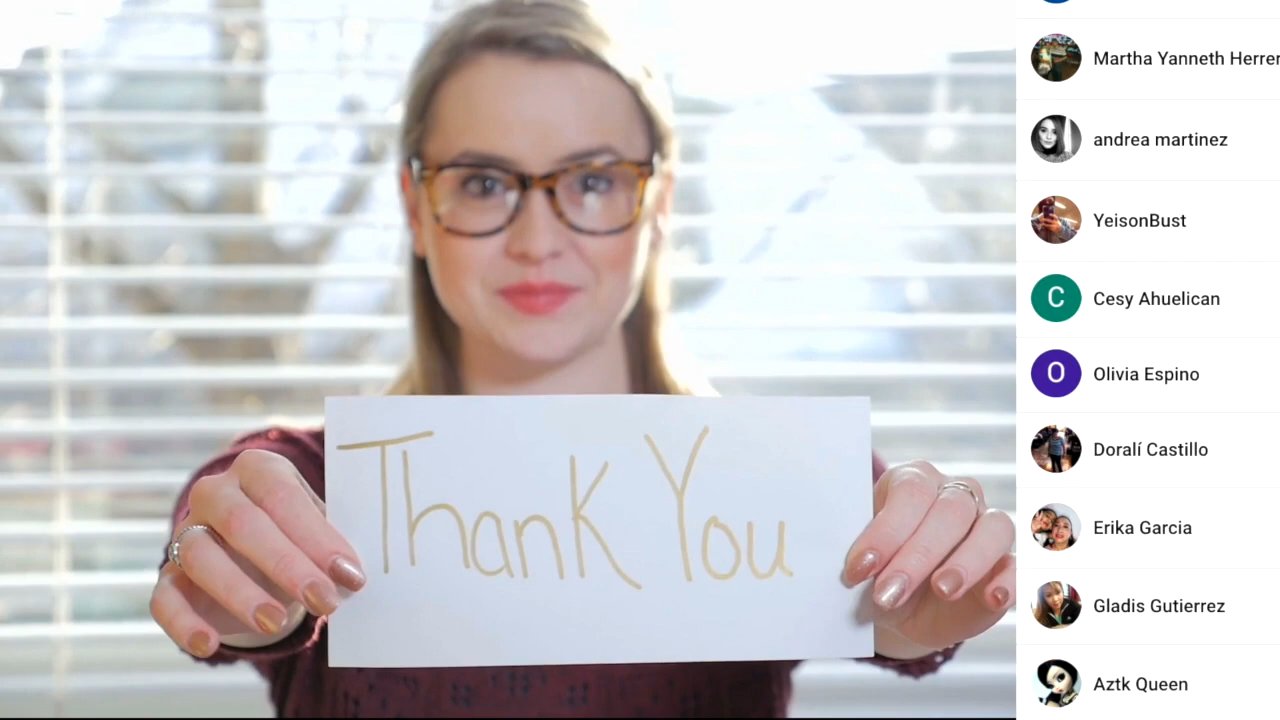 Thank You
Martha Yanneth Herrer
andrea martinez
YeisonBust
C
Cesy Ahuelican
O
Olivia Espino
Doralí Castillo
Erika Garcia
Gladis Gutierrez
Aztk Queen